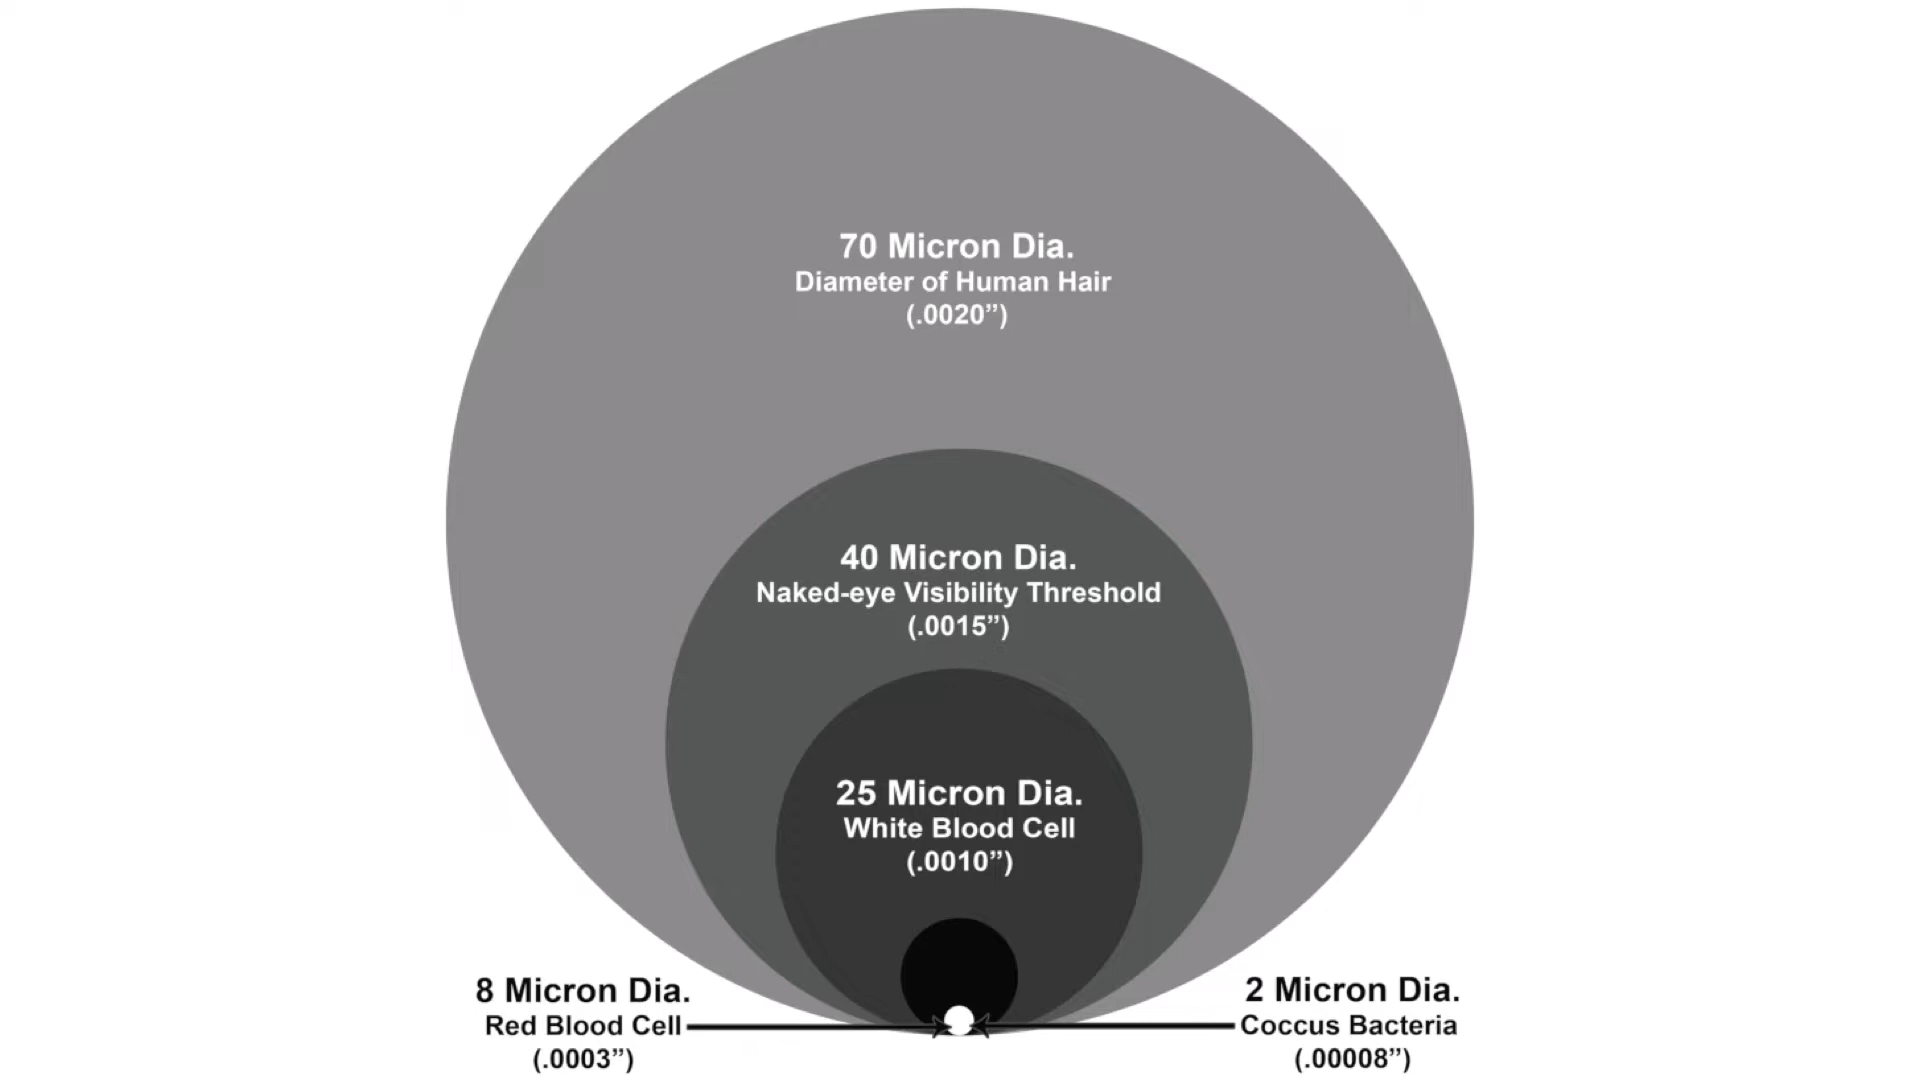 70 Micron Dia.
Diameter of Human Hair
(.0020”)
40 Micron Dia.
Naked-eye Visibility Threshold
(.0015”)
25 Micron Dia.
White Blood Cell
(.0010”)
8 Micron Dia.
Red Blood Cell
(.0003”)
2 Micron Dia.
Coccus Bacteria
(.00008”)